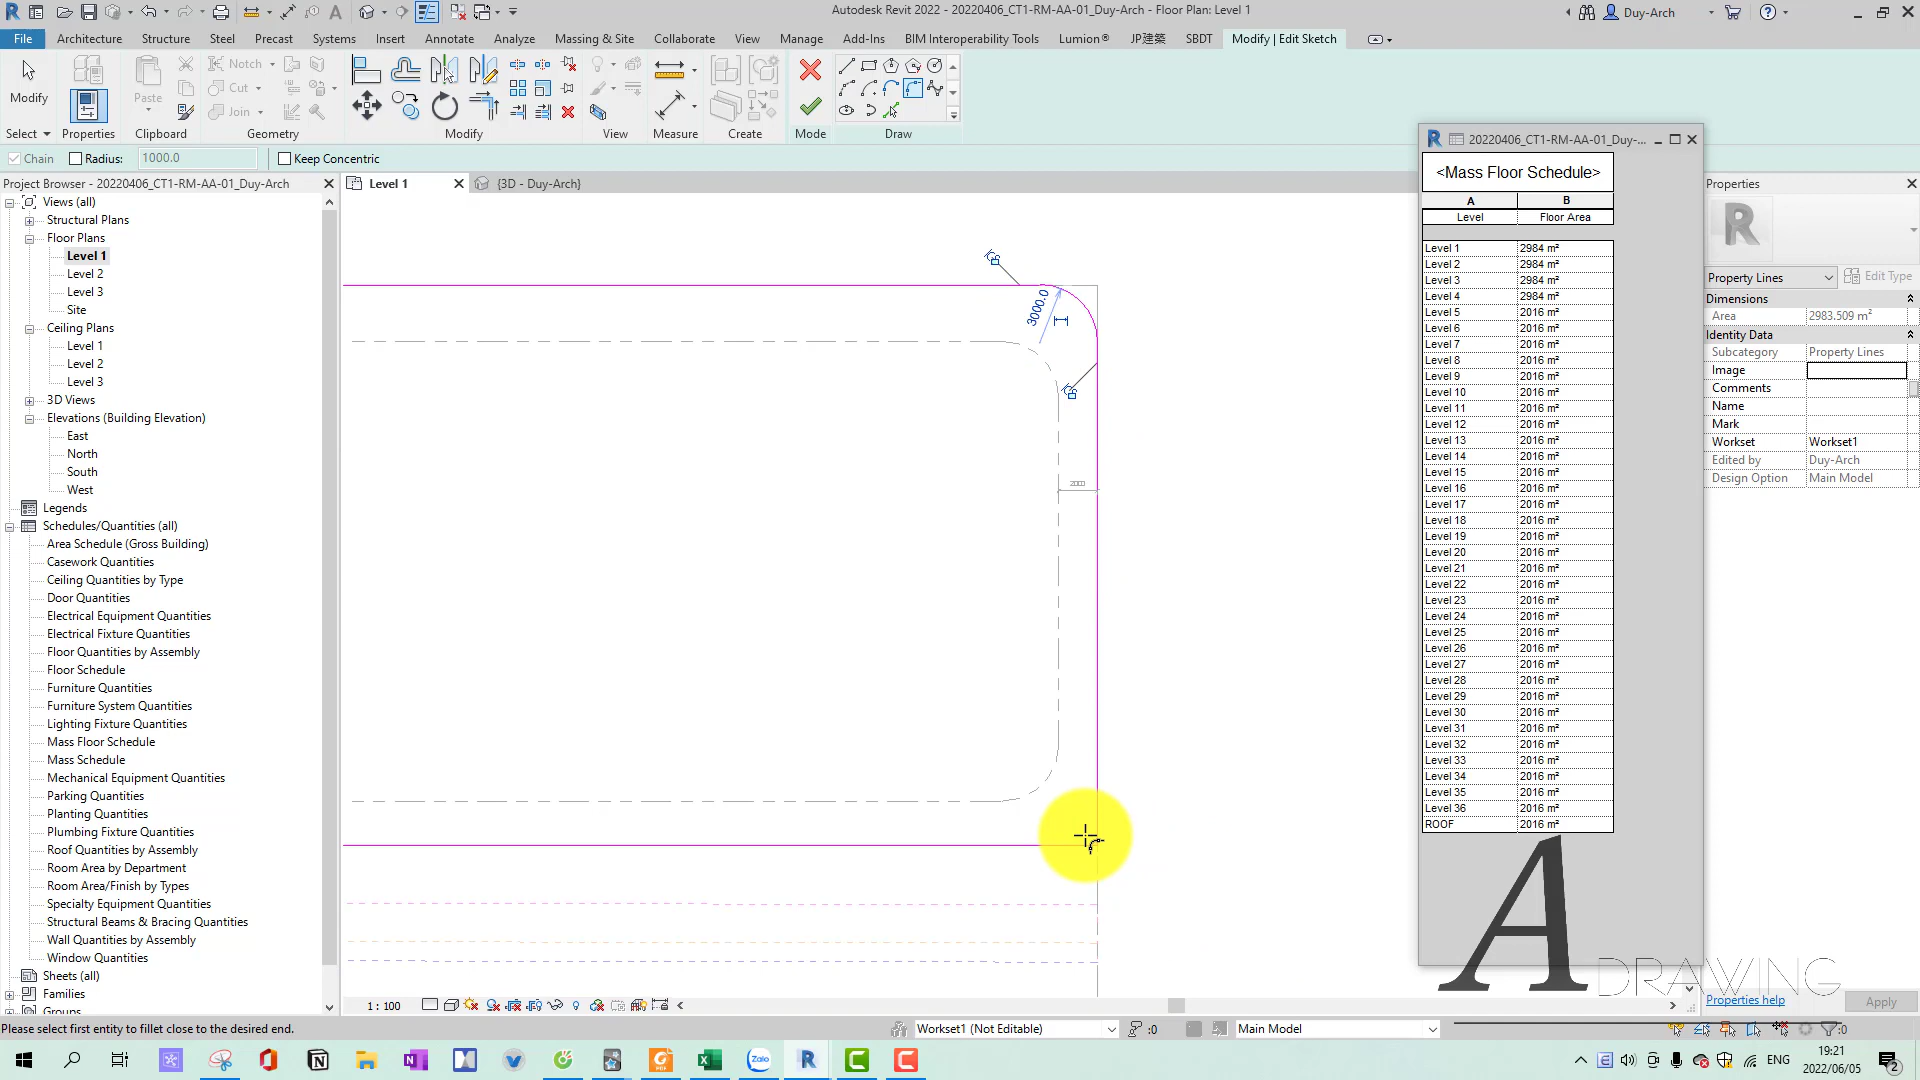 Autodesk Revit 2022 - 20220406_CT1-RM-AA-01_Duy-Arch - Floor Plan: Level 1
Duy-Arch
File Architecture Structure Steel Precast Systems Insert Annotate Analyze Massing & Site Collaborate View Manage Add-Ins BIM Interoperability Tools Lumion® JP建築 SBDT Modify | Edit Sketch
Modify
Paste
Notch
Cut
Join
Select Properties Clipboard Geometry Modify View Measure Create Mode Draw
Chain Radius: 1000.0 Keep Concentric
Project Browser - 20220406_CT1-RM-AA-01_Duy-Arch
Views (all)
Structural Plans
Floor Plans
Level 1
Level 2
Level 3
Site
Ceiling Plans
Level 1
Level 2
Level 3
3D Views
Elevations (Building Elevation)
East
North
South
West
Legends
Schedules/Quantities (all)
Area Schedule (Gross Building)
Casework Quantities
Ceiling Quantities by Type
Door Quantities
Electrical Equipment Quantities
Electrical Fixture Quantities
Floor Quantities by Assembly
Floor Schedule
Furniture Quantities
Furniture System Quantities
Lighting Fixture Quantities
Mass Floor Schedule
Mass Schedule
Mechanical Equipment Quantities
Parking Quantities
Planting Quantities
Plumbing Fixture Quantities
Roof Quantities by Assembly
Room Area by Department
Room Area/Finish by Types
Specialty Equipment Quantities
Structural Beams & Bracing Quantities
Wall Quantities by Assembly
Window Quantities
Sheets (all)
Families
Groups
Level 1
{3D - Duy-Arch}
3000.0
2000
1 : 100
20220406_CT1-RM-AA-01_Duy-...
<Mass Floor Schedule>
A B
Level Floor Area
Level 1 2984 m²
Level 2 2984 m²
Level 3 2984 m²
Level 4 2984 m²
Level 5 2016 m²
Level 6 2016 m²
Level 7 2016 m²
Level 8 2016 m²
Level 9 2016 m²
Level 10 2016 m²
Level 11 2016 m²
Level 12 2016 m²
Level 13 2016 m²
Level 14 2016 m²
Level 15 2016 m²
Level 16 2016 m²
Level 17 2016 m²
Level 18 2016 m²
Level 19 2016 m²
Level 20 2016 m²
Level 21 2016 m²
Level 22 2016 m²
Level 23 2016 m²
Level 24 2016 m²
Level 25 2016 m²
Level 26 2016 m²
Level 27 2016 m²
Level 28 2016 m²
Level 29 2016 m²
Level 30 2016 m²
Level 31 2016 m²
Level 32 2016 m²
Level 33 2016 m²
Level 34 2016 m²
Level 35 2016 m²
Level 36 2016 m²
ROOF 2016 m²
Properties
Property Lines Edit Type
Dimensions
Area 2983.509 m²
Identity Data
Subcategory Property Lines
Image
Comments
Name
Mark
Workset Workset1
Edited by Duy-Arch
Design Option Main Model
A DRAWING
Properties help Apply
Please select first entity to fillet close to the desired end.
Workset1 (Not Editable) :0 Main Model :0
Zalo
ENG
19:21
2022/06/05
2